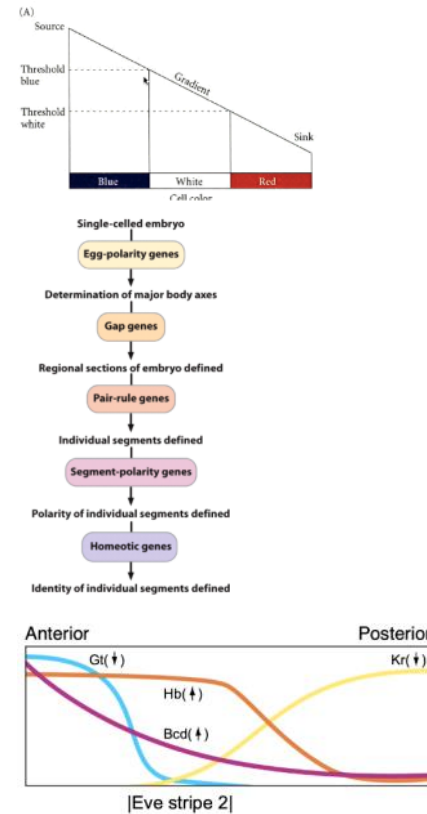 (A)
Source
Threshold
blue
Gradient
Threshold
white
Sink
Blue White Red
Cell color
Single-celled embryo
Egg-polarity genes
Determination of major body axes
Gap genes
Regional sections of embryo defined
Pair-rule genes
Individual segments defined
Segment-polarity genes
Polarity of individual segments defined
Homeotic genes
Identity of individual segments defined
Anterior Posterior
Gt(↓) Kr(↓)
Hb(↑)
Bcd(↑)
|Eve stripe 2|